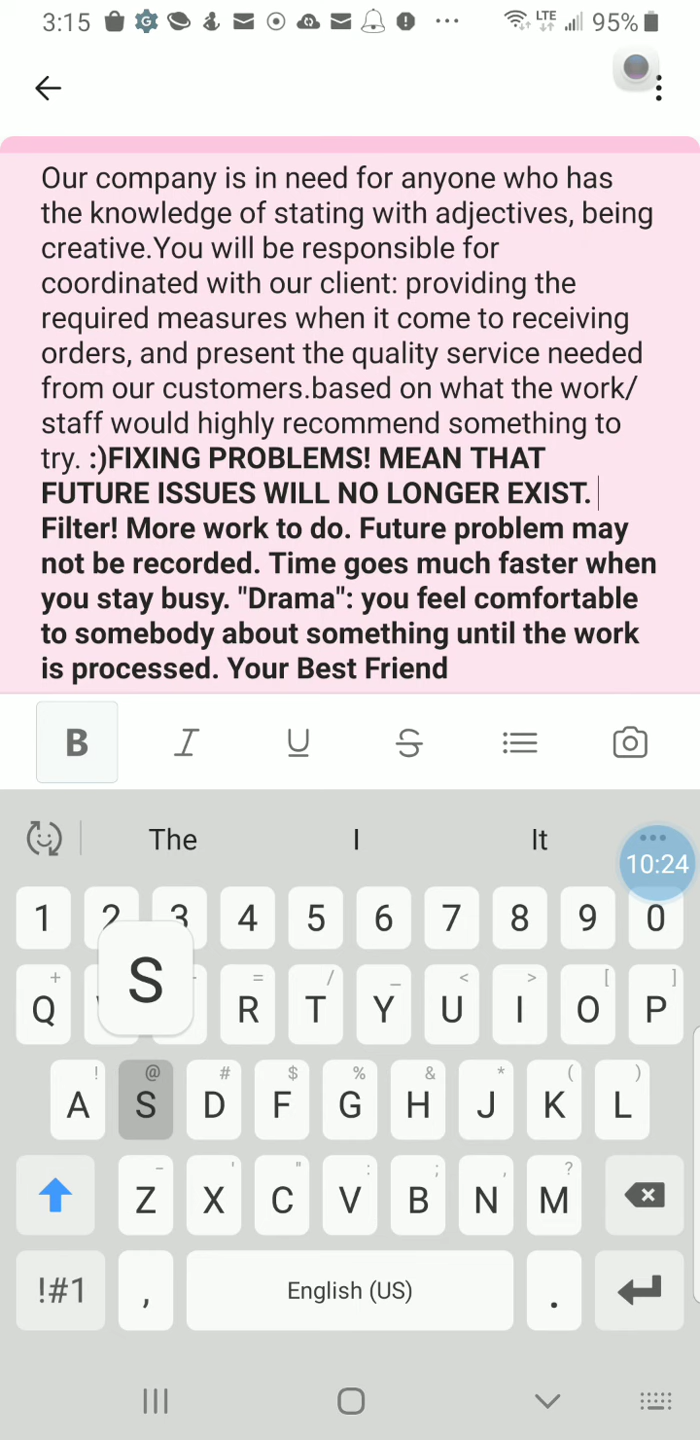 3:15
LTE
95%
Our company is in need for anyone who has
the knowledge of stating with adjectives, being
creative.You will be responsible for
coordinated with our client: providing the
required measures when it come to receiving
orders, and present the quality service needed
from our customers.based on what the work/
staff would highly recommend something to
try. :)FIXING PROBLEMS! MEAN THAT
FUTURE ISSUES WILL NO LONGER EXIST.
Filter! More work to do. Future problem may
not be recorded. Time goes much faster when
you stay busy. "Drama": you feel comfortable
to somebody about something until the work
is processed. Your Best Friend
B I U S
The I It
10:24
1 2 3 4 5 6 7 8 9 0
S
+ = / _ < > [ ]
Q R T Y U I O P
! @ # $ % & * ( )
A S D F G H J K L
- ' " : ; , ?
Z X C V B N M
!#1 , English (US) .